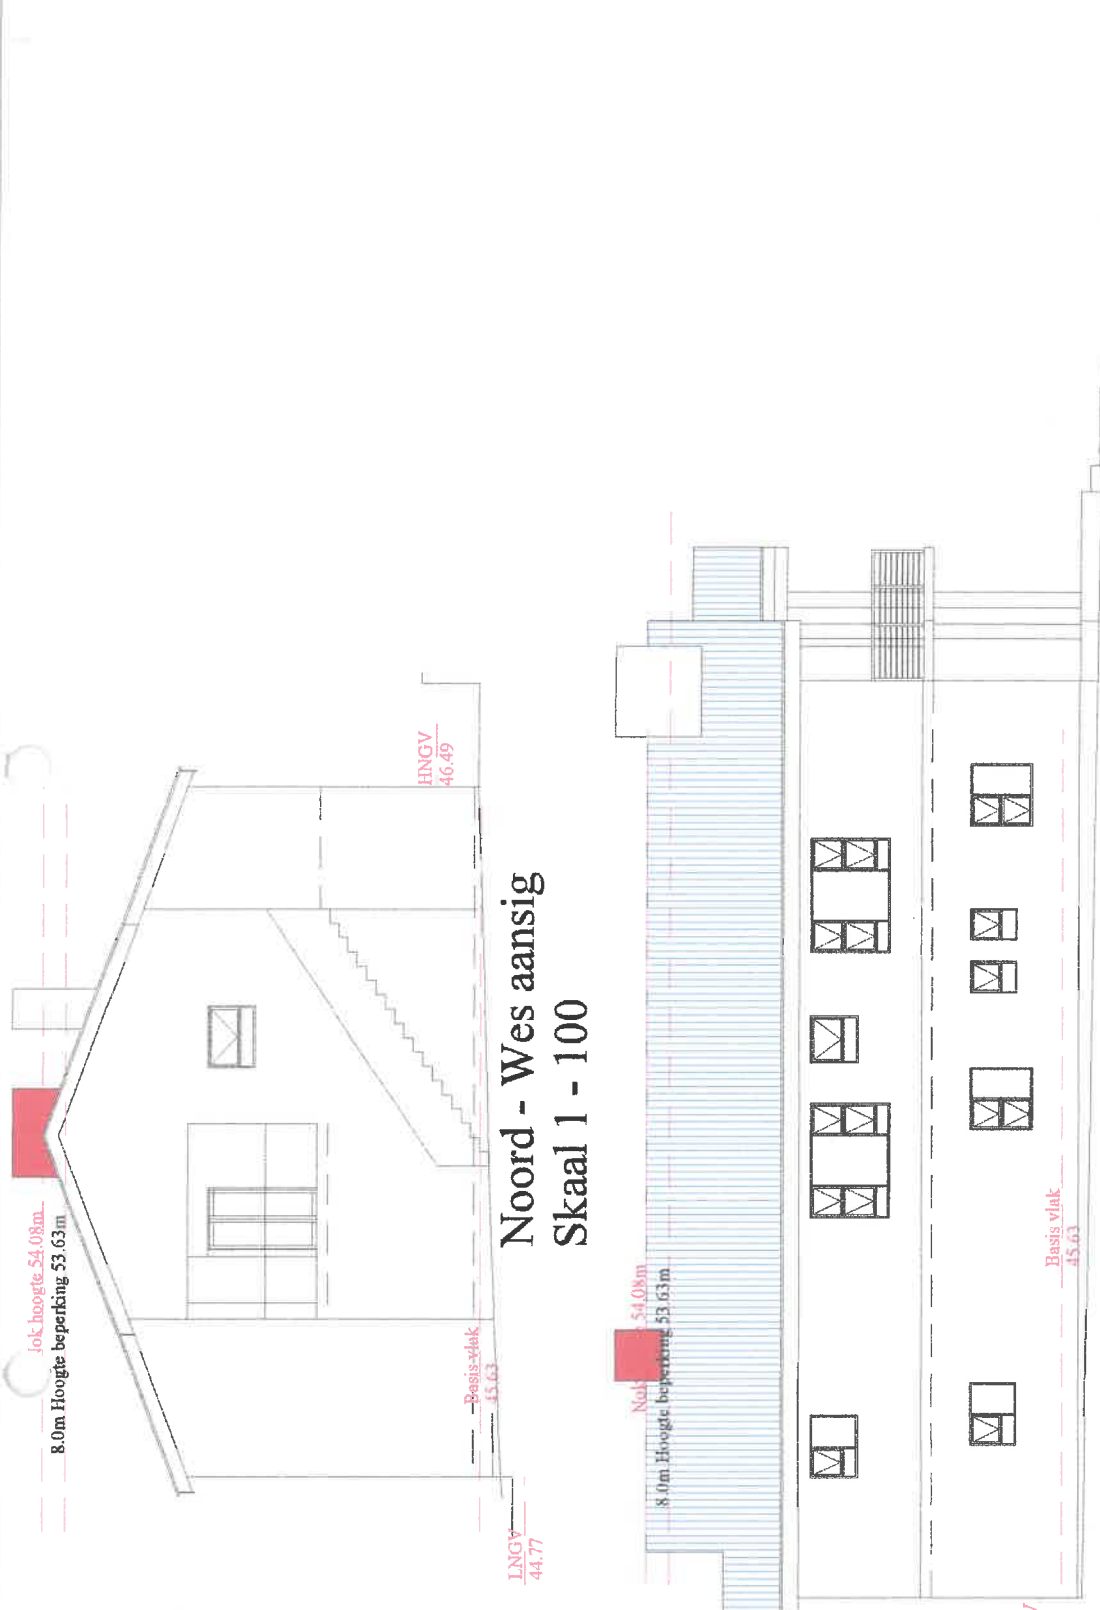 Nok hoogte 54.08m
8.0m Hoogte beperking 53.63m
HNGV
46.49
Basis vlak
45.63
LNGV
44.77
Noord - Wes aansig
Skaal 1 - 100
54.08m
8.0m Hoogte beperking 53.63m
Basis vlak
45.63